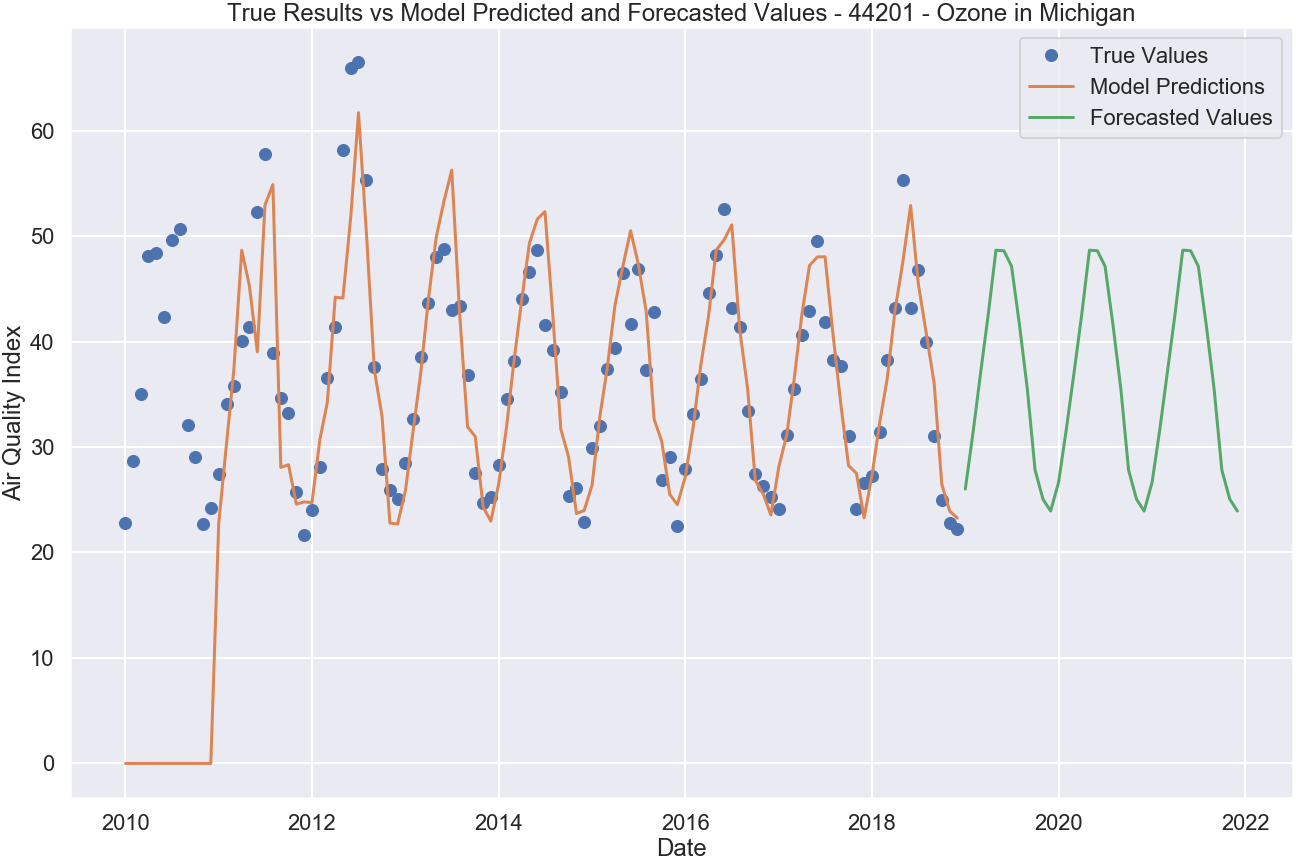 True Results vs Model Predicted and Forecasted Values - 44201 - Ozone in Michigan
True Values
Model Predictions
Forecasted Values
Air Quality Index
60
50
40
30
20
10
0
2010 2012 2014 2016 2018 2020 2022
Date